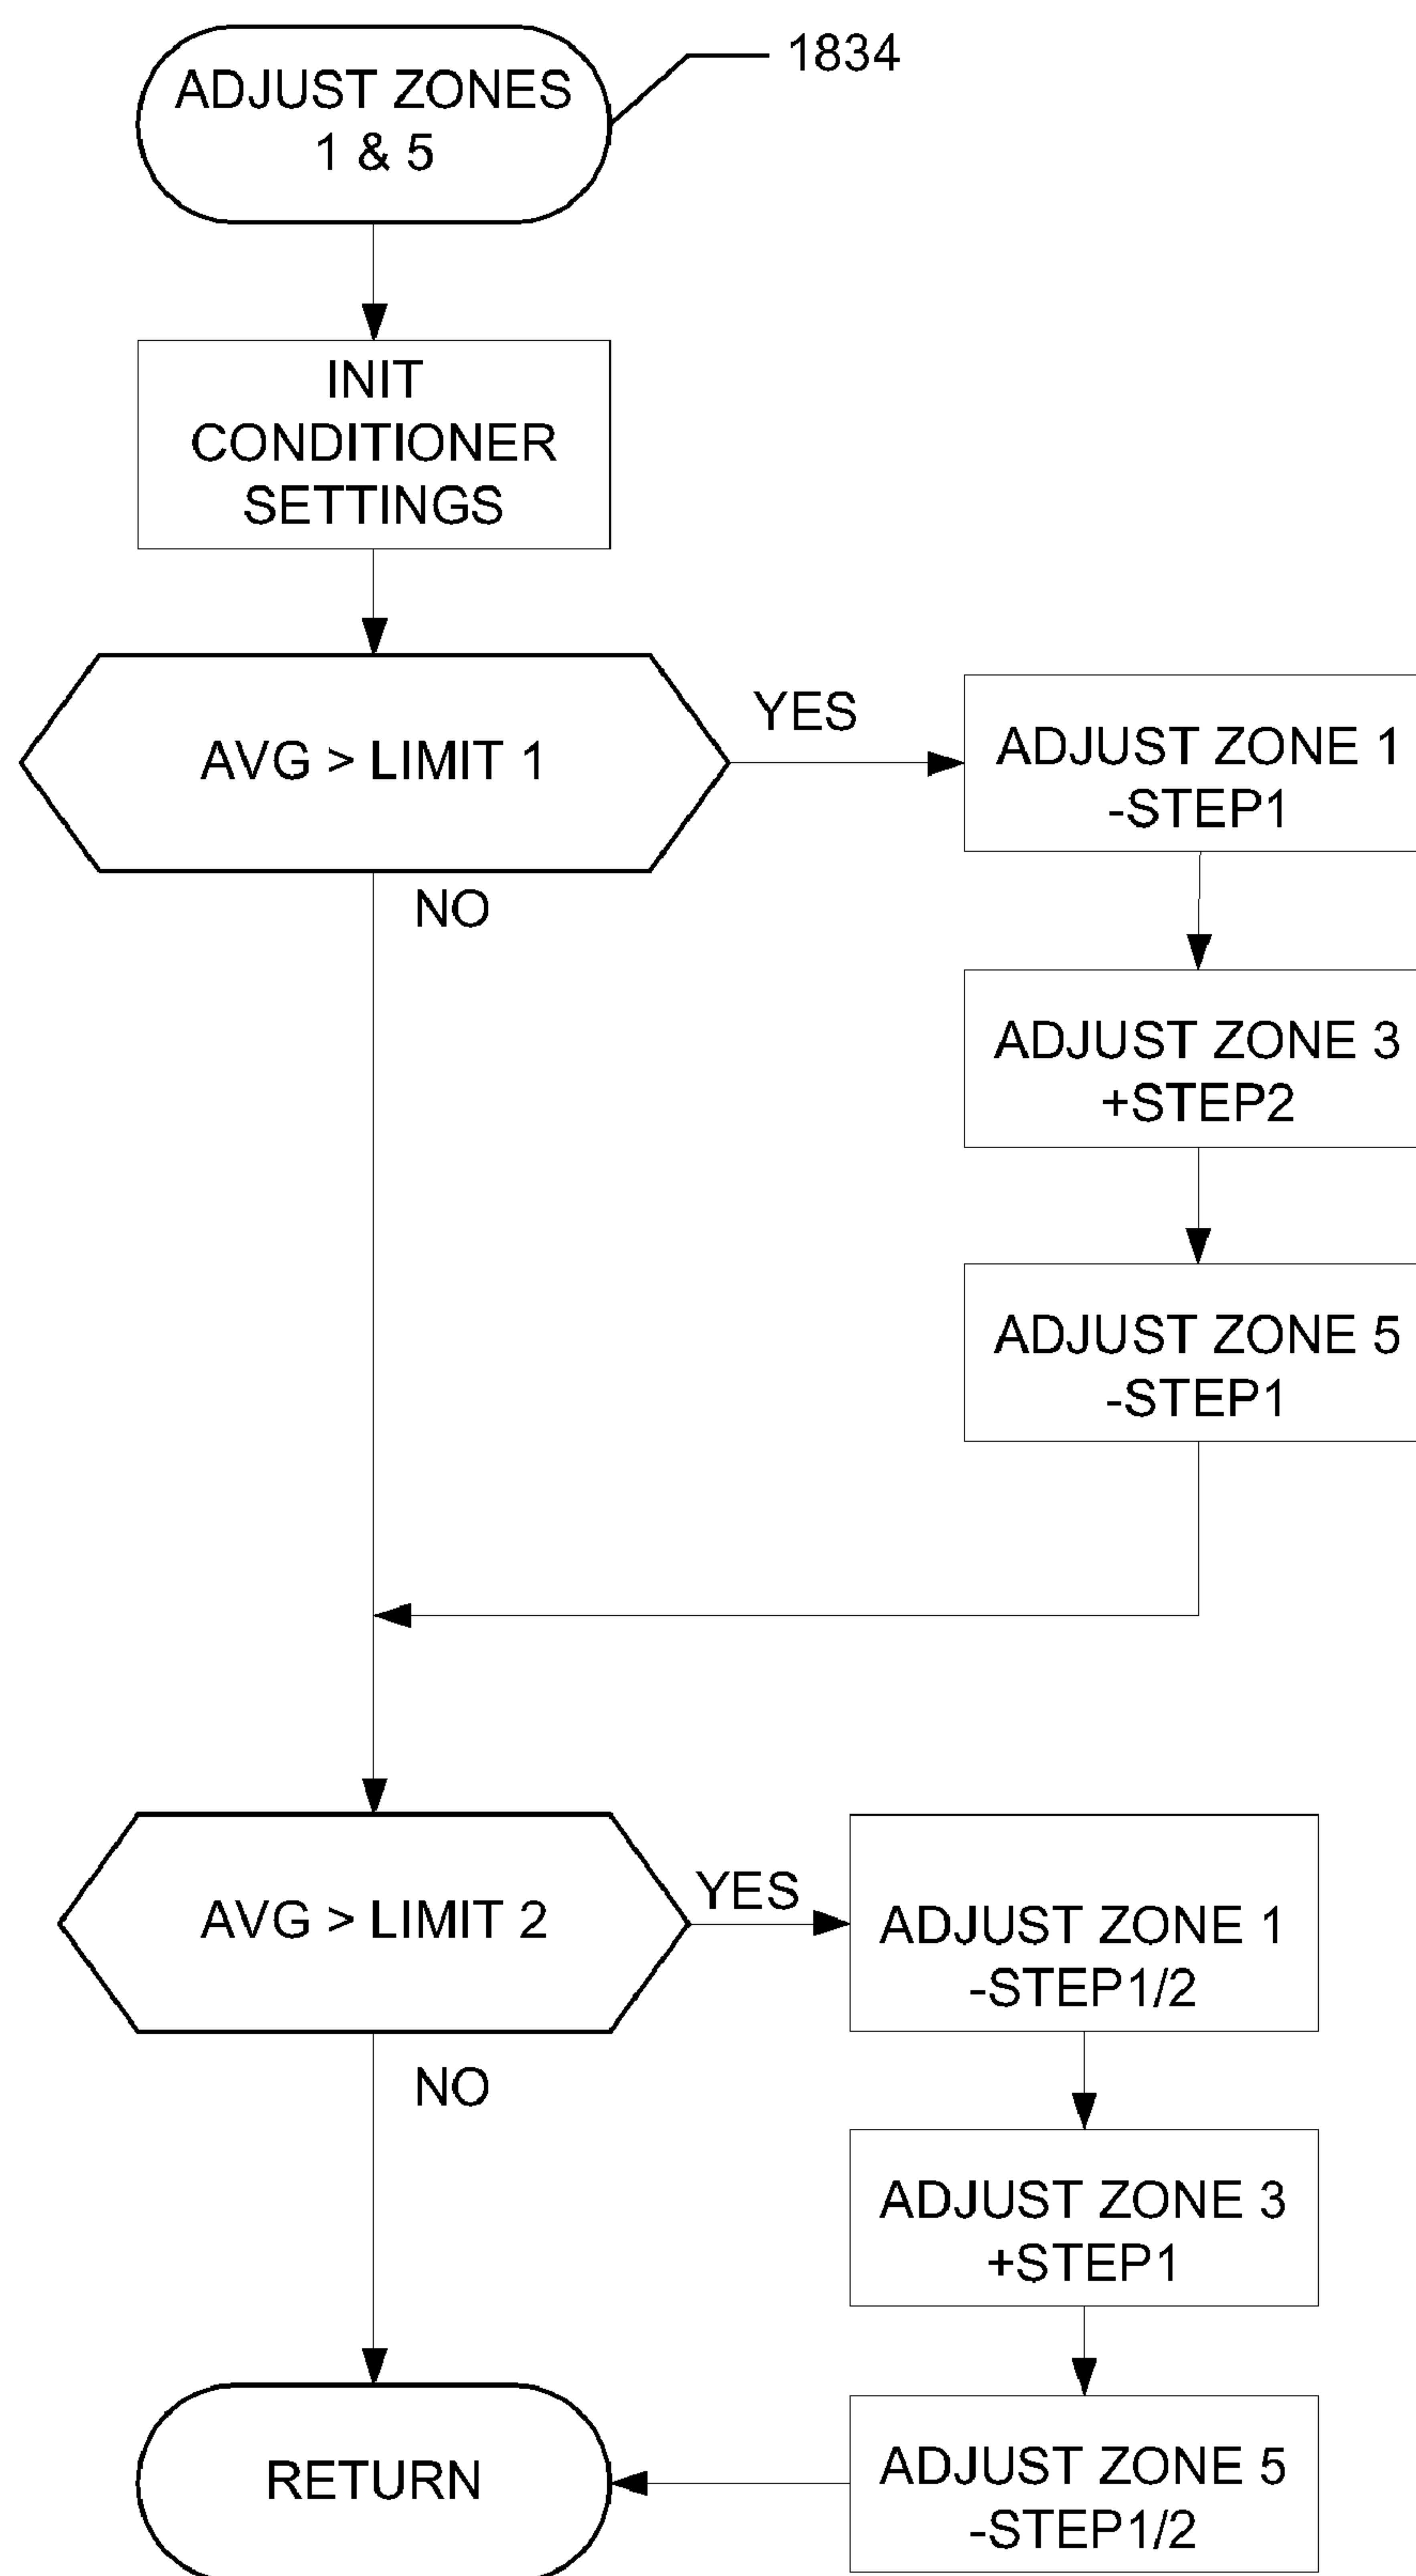 ADJUST ZONES
1 & 5
1834
INIT
CONDITIONER
SETTINGS
AVG > LIMIT 1
YES
NO
ADJUST ZONE 1
-STEP1
ADJUST ZONE 3
+STEP2
ADJUST ZONE 5
-STEP1
AVG > LIMIT 2
YES
NO
ADJUST ZONE 1
-STEP1/2
ADJUST ZONE 3
+STEP1
ADJUST ZONE 5
-STEP1/2
RETURN